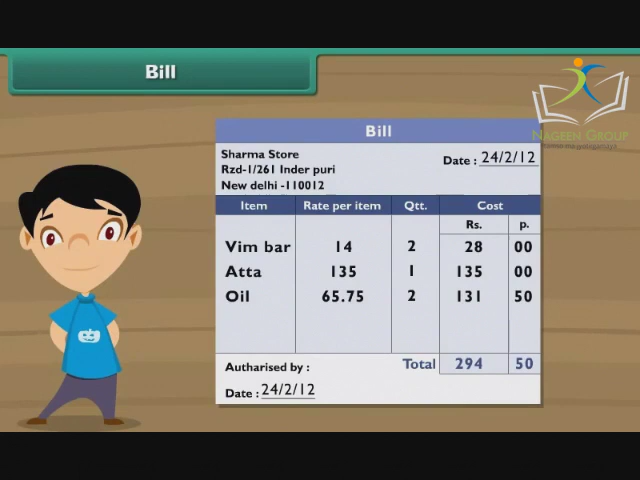 Bill
NAGEEN GROUP
Bill
Sharma Store
Rzd-1/261 Inder puri
New delhi -110012
Date : 24/2/12
Item Rate per item Qtt. Cost
Rs. p.
Vim bar 14 2 28 00
Atta 135 1 135 00
Oil 65.75 2 131 50
Autharised by : Total 294 50
Date : 24/2/12